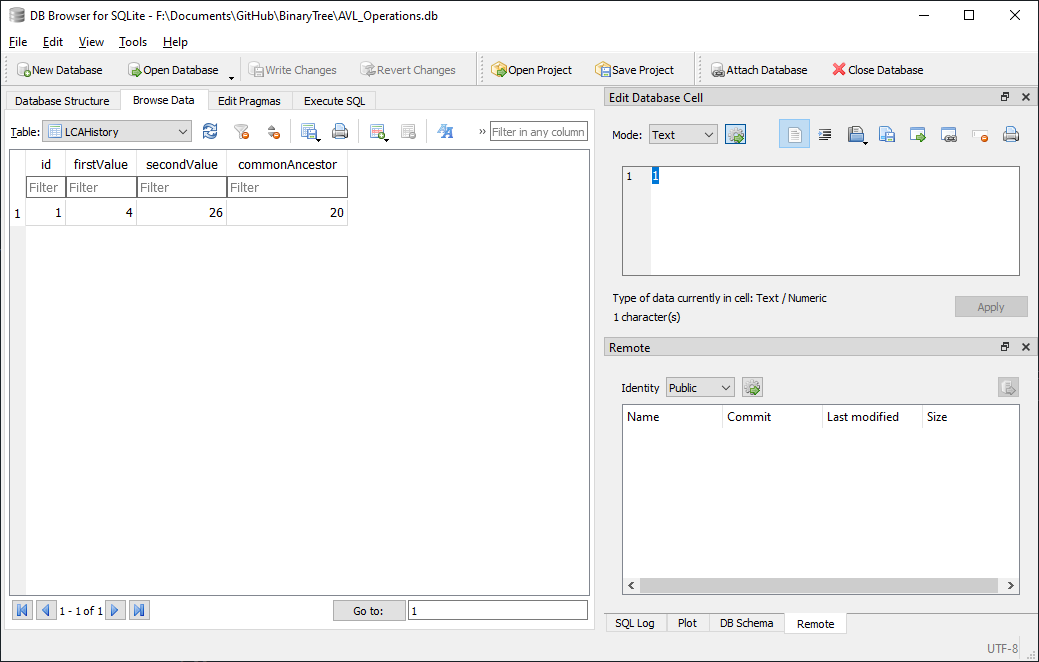 DB Browser for SQLite - F:\Documents\GitHub\BinaryTree\AVL_Operations.db
File Edit View Tools Help
New Database Open Database Write Changes Revert Changes Open Project Save Project Attach Database Close Database
Database Structure Browse Data Edit Pragmas Execute SQL
Table: LCAHistory » Filter in any column
id firstValue secondValue commonAncestor
Filter Filter Filter Filter
1 1 4 26 20
1 - 1 of 1 Go to: 1
Edit Database Cell
Mode: Text
1 1
Type of data currently in cell: Text / Numeric
1 character(s)
Apply
Remote
Identity Public
Name Commit Last modified Size
SQL Log Plot DB Schema Remote
UTF-8